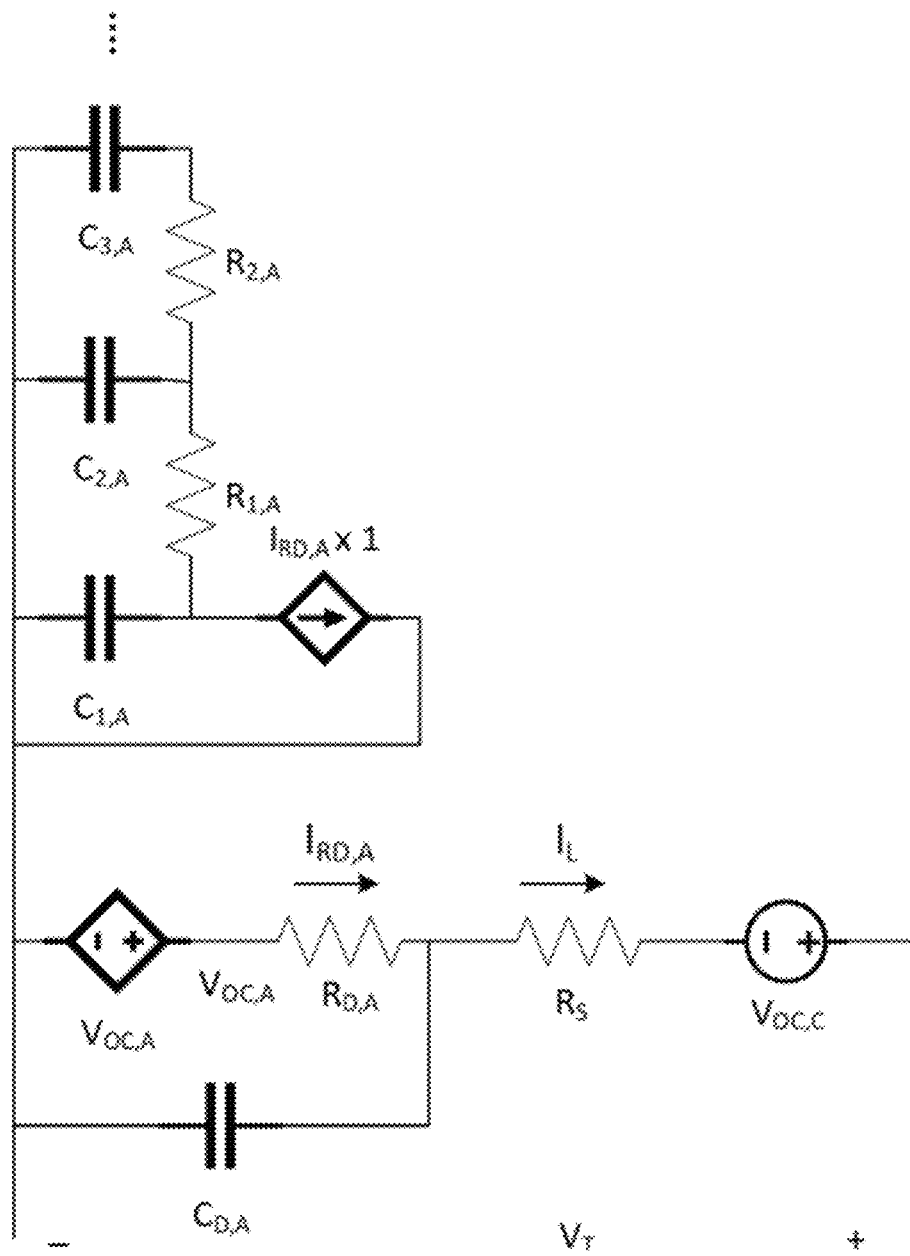 C3,A
R2,A
C2,A
R1,A
IRD,A x 1
C1,A
IRD,A
IL
- +
VOC,A
RD,A
RS
- +
VOC,C
VOC,A
CD,A
- VT +